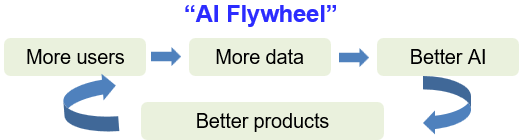 “AI Flywheel”
More users
More data
Better AI
Better products